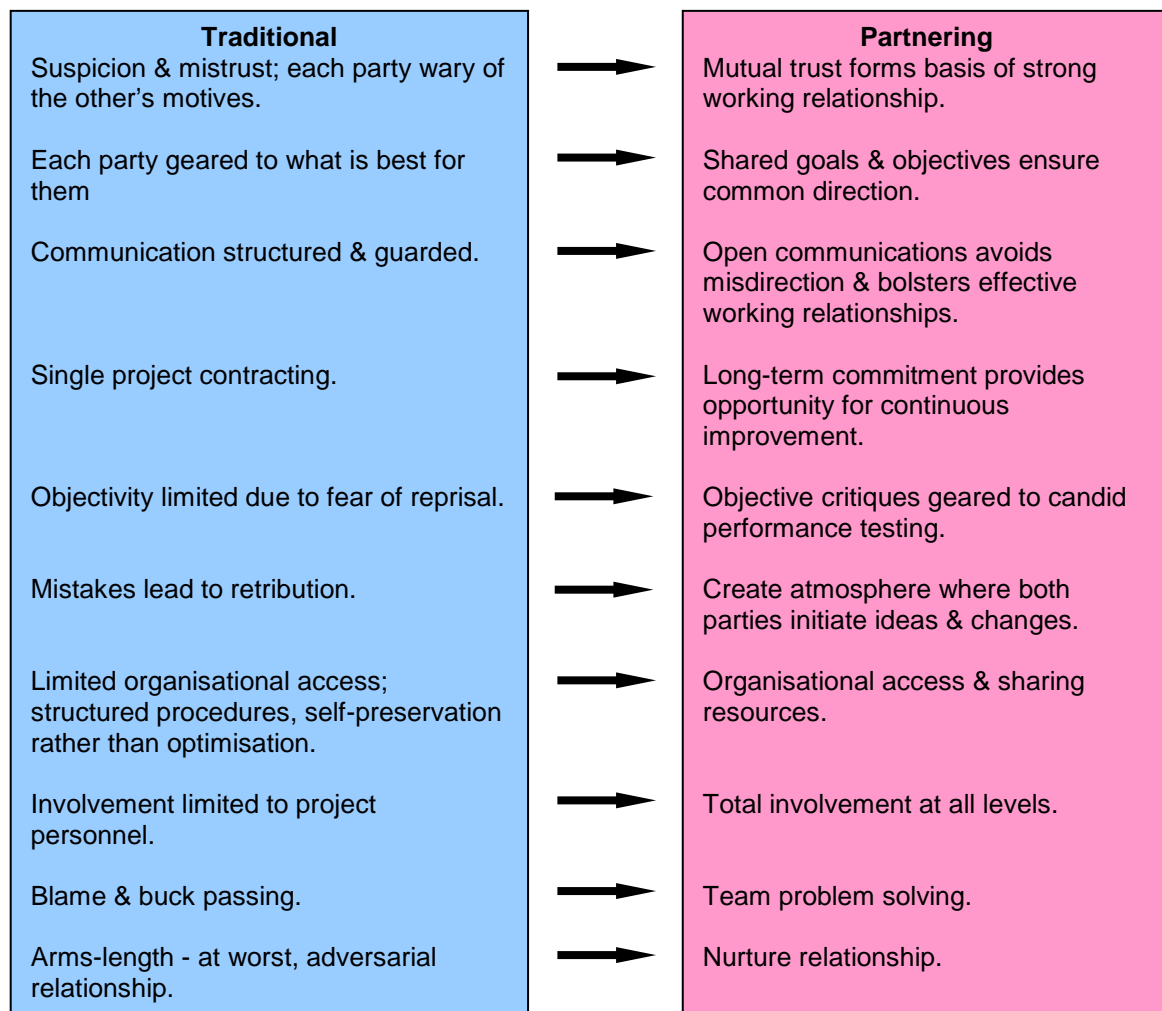 Traditional
Suspicion & mistrust; each party wary of
the other’s motives.
Each party geared to what is best for
them
Communication structured & guarded.
Single project contracting.
Objectivity limited due to fear of reprisal.
Mistakes lead to retribution.
Limited organisational access;
structured procedures, self-preservation
rather than optimisation.
Involvement limited to project
personnel.
Blame & buck passing.
Arms-length - at worst, adversarial
relationship.
Partnering
Mutual trust forms basis of strong
working relationship.
Shared goals & objectives ensure
common direction.
Open communications avoids
misdirection & bolsters effective
working relationships.
Long-term commitment provides
opportunity for continuous
improvement.
Objective critiques geared to candid
performance testing.
Create atmosphere where both
parties initiate ideas & changes.
Organisational access & sharing
resources.
Total involvement at all levels.
Team problem solving.
Nurture relationship.